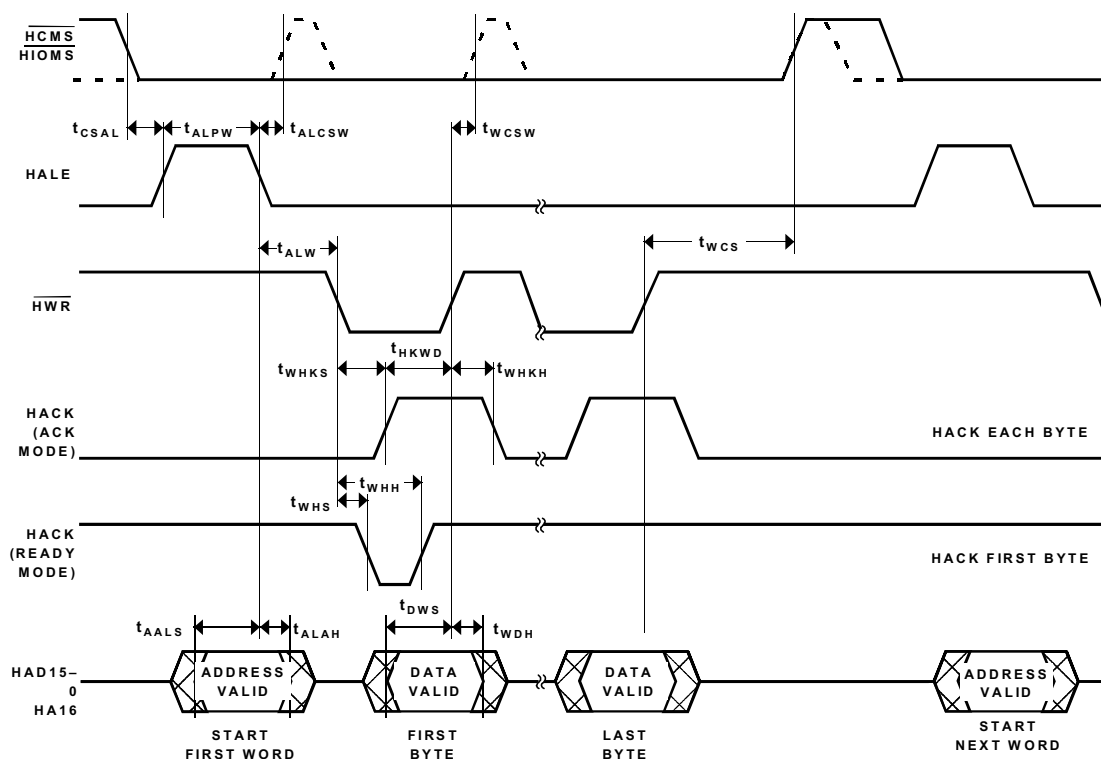 HCMS
HIOMS
tCSAL
tALPW
tALCSW
tWCSW
HALE
tALW
tWCS
HWR
tHKWD
tWHKS
tWHKH
HACK
(ACK
MODE)
HACK EACH BYTE
tWHH
tWHS
HACK
(READY
MODE)
HACK FIRST BYTE
tDWS
tAALS
tALAH
tWDH
HAD15–
0
HA16
ADDRESS
VALID
DATA
VALID
DATA
VALID
ADDRESS
VALID
START
FIRST WORD
FIRST
BYTE
LAST
BYTE
START
NEXT WORD